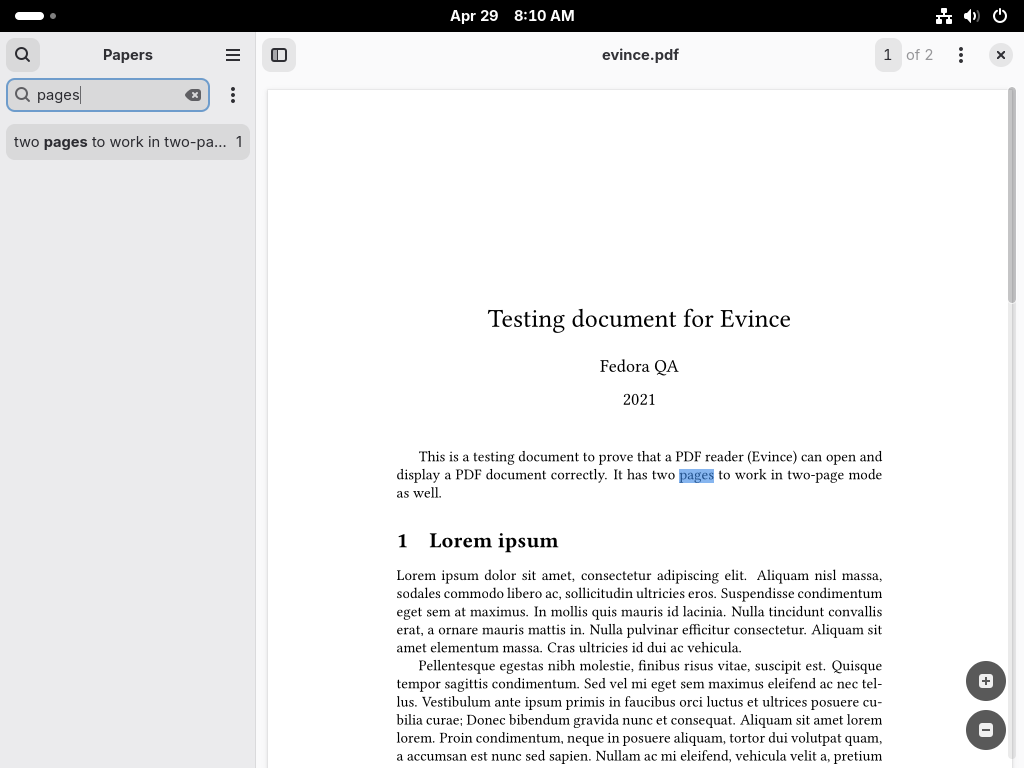 Apr 29 8:10 AM
Papers
evince.pdf
1 of 2
pages
two pages to work in two-pa... 1
Testing document for Evince
Fedora QA
2021
This is a testing document to prove that a PDF reader (Evince) can open and
display a PDF document correctly. It has two pages to work in two-page mode
as well.
1 Lorem ipsum
Lorem ipsum dolor sit amet, consectetur adipiscing elit. Aliquam nisl massa,
sodales commodo libero ac, sollicitudin ultricies eros. Suspendisse condimentum
eget sem at maximus. In mollis quis mauris id lacinia. Nulla tincidunt convallis
erat, a ornare mauris mattis in. Nulla pulvinar efficitur consectetur. Aliquam sit
amet elementum massa. Cras ultricies id dui ac vehicula.
Pellentesque egestas nibh molestie, finibus risus vitae, suscipit est. Quisque
tempor sagittis condimentum. Sed vel mi eget sem maximus eleifend ac nec tel-
lus. Vestibulum ante ipsum primis in faucibus orci luctus et ultrices posuere cu-
bilia curae; Donec bibendum gravida nunc et consequat. Aliquam sit amet lorem
lorem. Proin condimentum, neque in posuere aliquam, tortor dui volutpat quam,
a accumsan est nunc sed sapien. Nullam ac mi eleifend, vehicula velit a, pretium